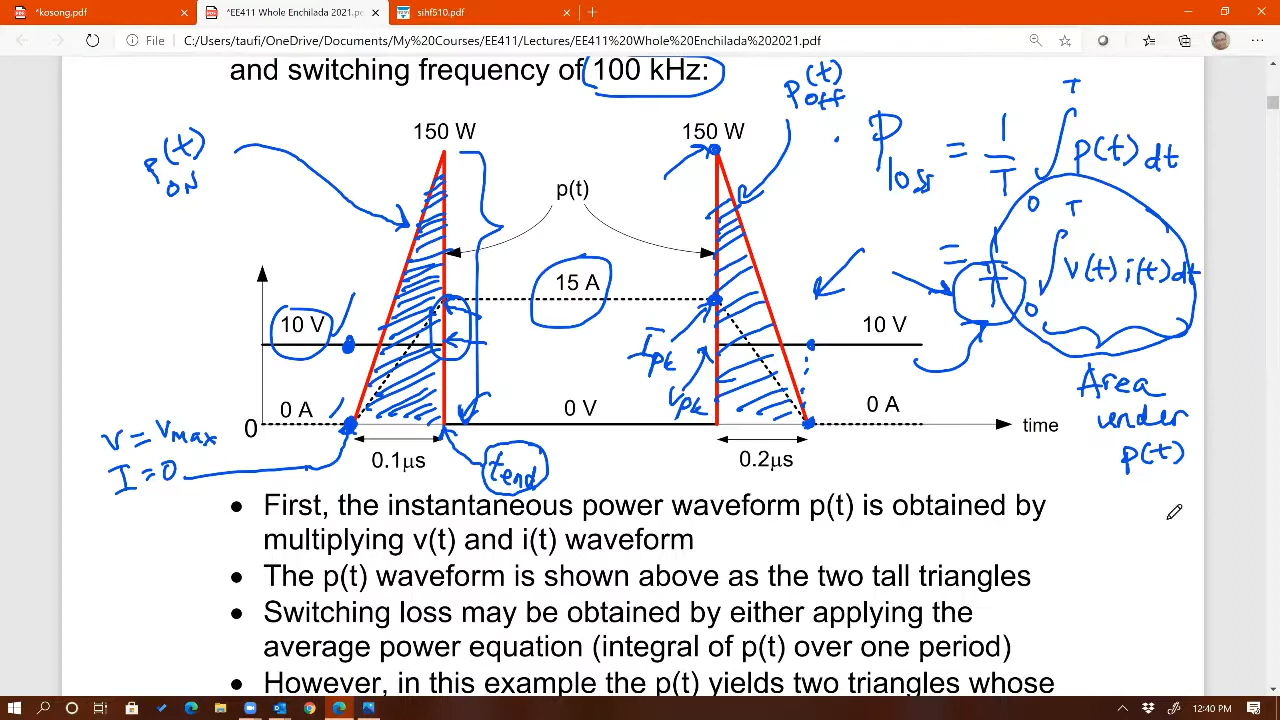 *kosong.pdf
*EE411 Whole Enchilada 2021.p
sihf510.pdf
File
C:/Users/taufi/OneDrive/Documents/My%20Courses/EE411/Lectures/EE411%20Whole%20Enchilada%202021.pdf
and switching frequency of 100 kHz:
P(t) ON
150 W
p(t)
150 W
P(t) OFF
P loss = 1/T ∫ 0 T p(t) dt
= 1/T ∫ 0 T v(t) i(t) dt
Area under p(t)
10 V
15 A
10 V
Ipk
Vpk
0 A
0 V
0 A
0
time
v = vmax
I = 0
0.1µs
tend
0.2µs
• First, the instantaneous power waveform p(t) is obtained by
multiplying v(t) and i(t) waveform
• The p(t) waveform is shown above as the two tall triangles
• Switching loss may be obtained by either applying the
average power equation (integral of p(t) over one period)
• However, in this example the p(t) yields two triangles whose
12:40 PM